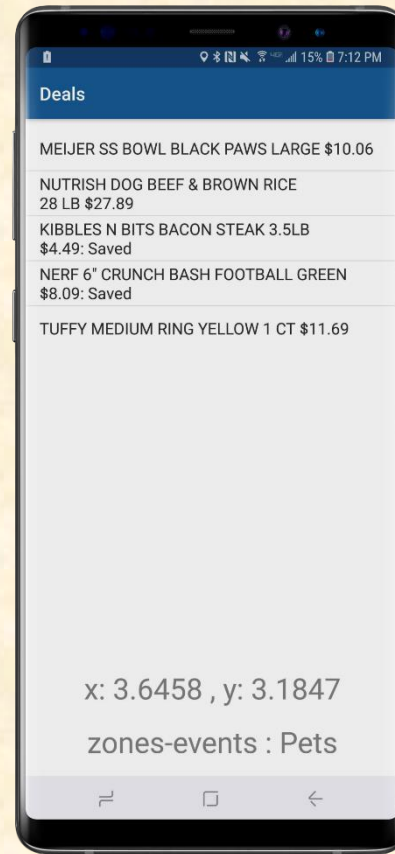 15% 7:12 PM
Deals
MEIJER SS BOWL BLACK PAWS LARGE $10.06
NUTRISH DOG BEEF & BROWN RICE
28 LB $27.89
KIBBLES N BITS BACON STEAK 3.5LB
$4.49: Saved
NERF 6" CRUNCH BASH FOOTBALL GREEN
$8.09: Saved
TUFFY MEDIUM RING YELLOW 1 CT $11.69
x: 3.6458 , y: 3.1847
zones-events : Pets